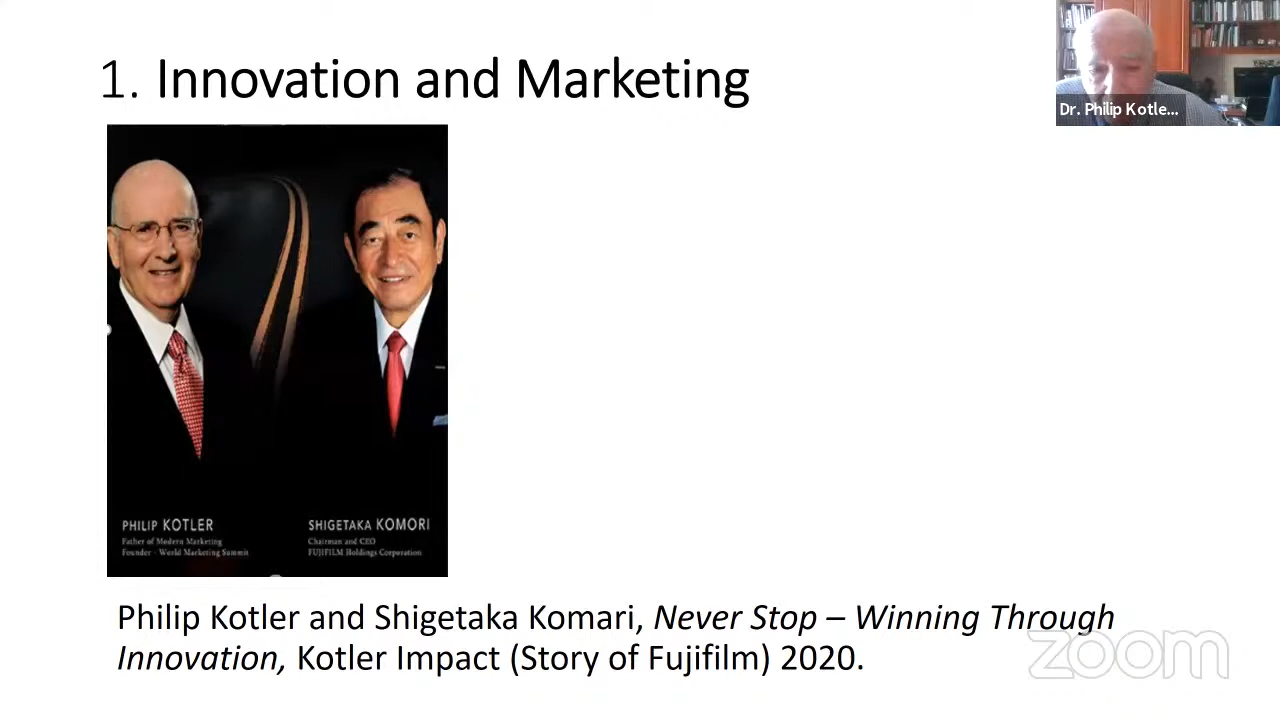 1. Innovation and Marketing
Dr. Philip Kotle...
PHILIP KOTLER
Father of Modern Marketing
Founder - World Marketing Summit
SHIGETAKA KOMORI
Chairman and CEO
FUJIFILM Holdings Corporation
Philip Kotler and Shigetaka Komari, Never Stop – Winning Through
Innovation, Kotler Impact (Story of Fujifilm) 2020.
zoom